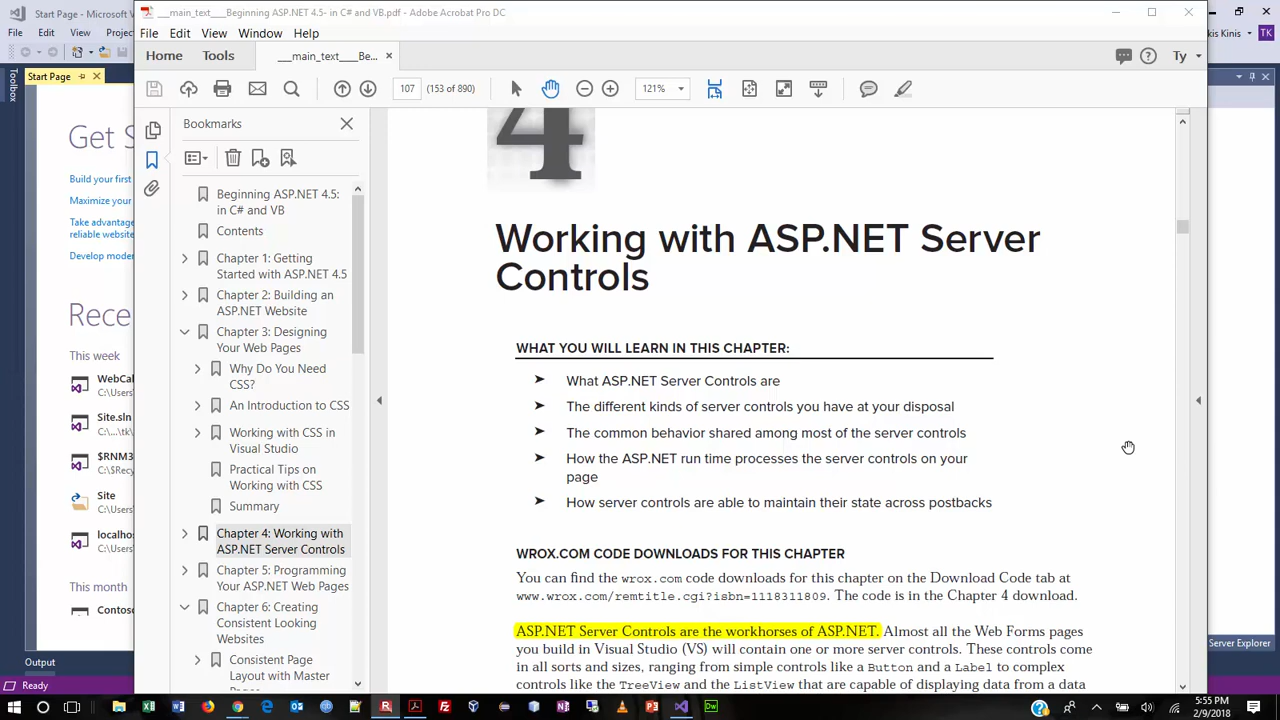 Start Page - Microsoft
__main_text___Beginning ASP.NET 4.5- in C# and VB.pdf - Adobe Acrobat Pro DC
File Edit View
File Edit View Window Help
kis Kinis TK
Project
Home Tools __main_text___Be... × Ty
Start Page
Toolbox
107 (153 of 890) 121%
Get S
Build your first
Maximize your
Take advantage
reliable website
Develop moder
Rece
This week
WebCal
C:\Users
Site.sln
C:\...\tk\
$RNM3
C:\$Recy
Site
C:\Users
localhos
C:\Users
This month
Contoso
Bookmarks
Beginning ASP.NET 4.5:
in C# and VB
Contents
Chapter 1: Getting
Started with ASP.NET 4.5
Chapter 2: Building an
ASP.NET Website
Chapter 3: Designing
Your Web Pages
Why Do You Need
CSS?
An Introduction to CSS
Working with CSS in
Visual Studio
Practical Tips on
Working with CSS
Summary
Chapter 4: Working with
ASP.NET Server Controls
Chapter 5: Programming
Your ASP.NET Web Pages
Chapter 6: Creating
Consistent Looking
Websites
Consistent Page
Layout with Master
4
Working with ASP.NET Server
Controls
WHAT YOU WILL LEARN IN THIS CHAPTER:
➤ What ASP.NET Server Controls are
➤ The different kinds of server controls you have at your disposal
➤ The common behavior shared among most of the server controls
➤ How the ASP.NET run time processes the server controls on your
page
➤ How server controls are able to maintain their state across postbacks
WROX.COM CODE DOWNLOADS FOR THIS CHAPTER
You can find the wrox.com code downloads for this chapter on the Download Code tab at
www.wrox.com/remtitle.cgi?isbn=1118311809. The code is in the Chapter 4 download.
ASP.NET Server Controls are the workhorses of ASP.NET. Almost all the Web Forms pages
you build in Visual Studio (VS) will contain one or more server controls. These controls come
in all sorts and sizes, ranging from simple controls like a Button and a Label to complex
controls like the TreeView and the ListView that are capable of displaying data from a data
Server Explorer
Output
Ready
5:55 PM
2/9/2018